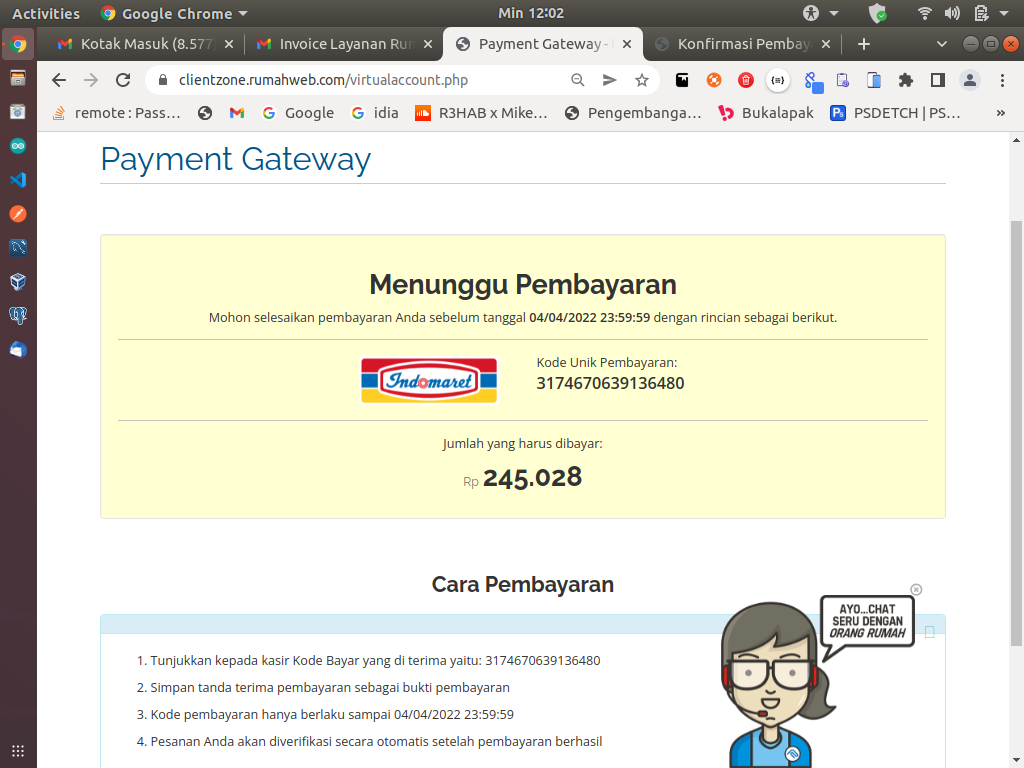 Activities
Google Chrome
Min 12:02
Kotak Masuk (8.577
Invoice Layanan Ru
Payment Gateway -
Konfirmasi Pembay
clientzone.rumahweb.com/virtualaccount.php
remote : Pass...
Google
idia
R3HAB x Mike...
Pengembanga...
Bukalapak
PSDETCH | PS...
»
Payment Gateway
Menunggu Pembayaran
Mohon selesaikan pembayaran Anda sebelum tanggal 04/04/2022 23:59:59 dengan rincian sebagai berikut.
Indomaret
Kode Unik Pembayaran:
3174670639136480
Jumlah yang harus dibayar:
Rp 245.028
Cara Pembayaran
AYO...CHAT
SERU DENGAN
ORANG RUMAH
1. Tunjukkan kepada kasir Kode Bayar yang di terima yaitu: 3174670639136480
2. Simpan tanda terima pembayaran sebagai bukti pembayaran
3. Kode pembayaran hanya berlaku sampai 04/04/2022 23:59:59
4. Pesanan Anda akan diverifikasi secara otomatis setelah pembayaran berhasil